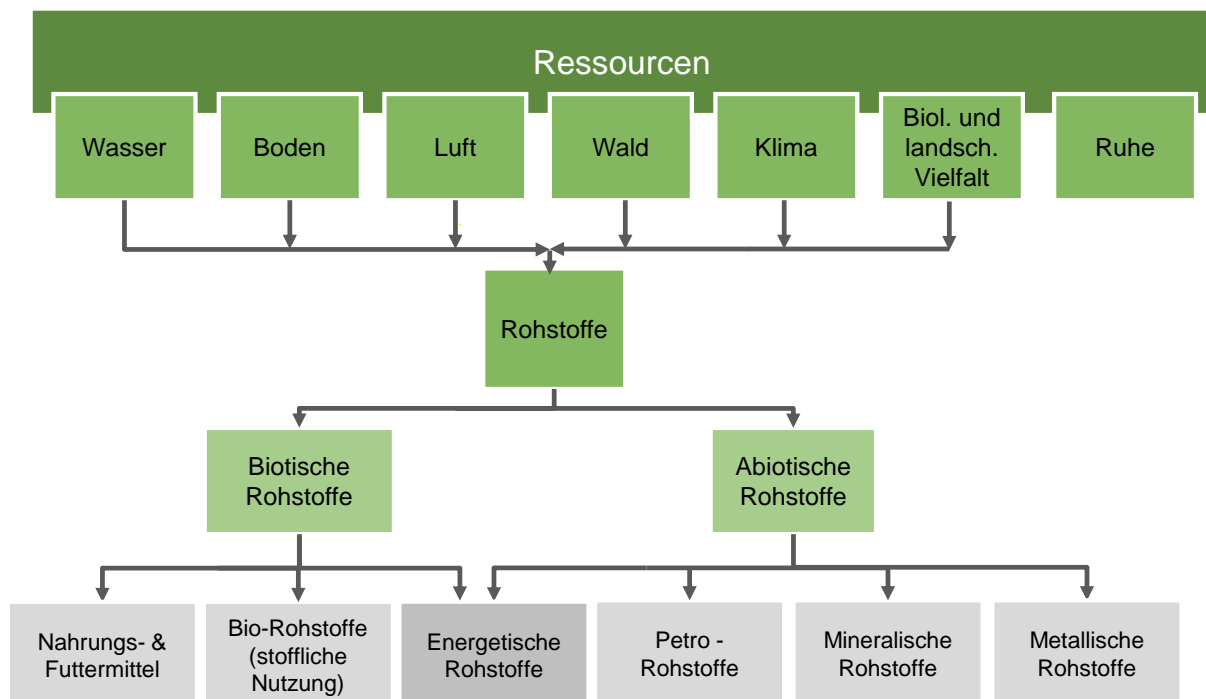 Ressourcen
Wasser
Boden
Luft
Wald
Klima
Biol. und
landsch.
Vielfalt
Ruhe
Rohstoffe
Biotische
Rohstoffe
Abiotische
Rohstoffe
Nahrungs- &
Futtermittel
Bio-Rohstoffe
(stoffliche
Nutzung)
Energetische
Rohstoffe
Petro -
Rohstoffe
Mineralische
Rohstoffe
Metallische
Rohstoffe